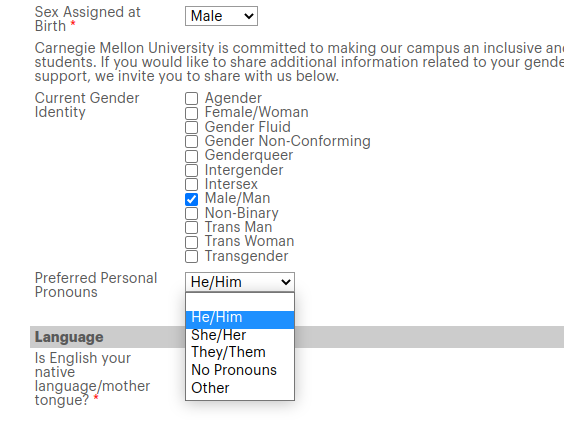 Sex Assigned at
Birth * Male
Carnegie Mellon University is committed to making our campus an inclusive
students. If you would like to share additional information related to your
support, we invite you to share with us below.
Current Gender
Identity
Agender
Female/Woman
Gender Fluid
Gender Non-Conforming
Genderqueer
Intergender
Intersex
Male/Man
Non-Binary
Trans Man
Trans Woman
Transgender
Preferred Personal
Pronouns
He/Him
He/Him
She/Her
They/Them
No Pronouns
Other
Language
Is English your
native
language/mother
tongue? *